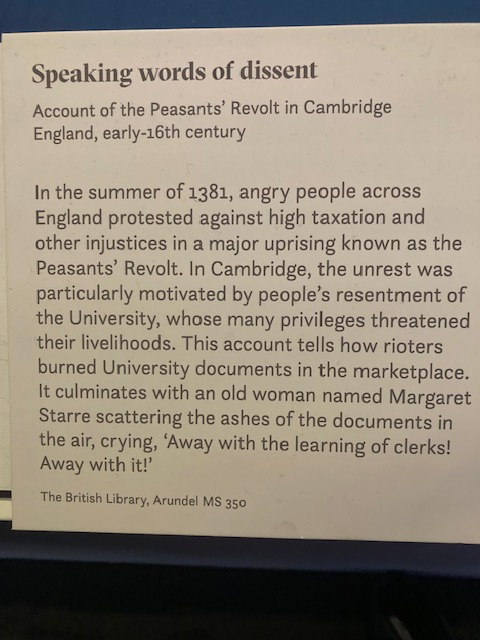 Speaking words of dissent
Account of the Peasants' Revolt in Cambridge
England, early-16th century
In the summer of 1381, angry people across
England protested against high taxation and
other injustices in a major uprising known as the
Peasants' Revolt. In Cambridge, the unrest was
particularly motivated by people's resentment of
the University, whose many privileges threatened
their livelihoods. This account tells how rioters
burned University documents in the marketplace.
It culminates with an old woman named Margaret
Starre scattering the ashes of the documents in
the air, crying, ‘Away with the learning of clerks!
Away with it!’
The British Library, Arundel MS 350